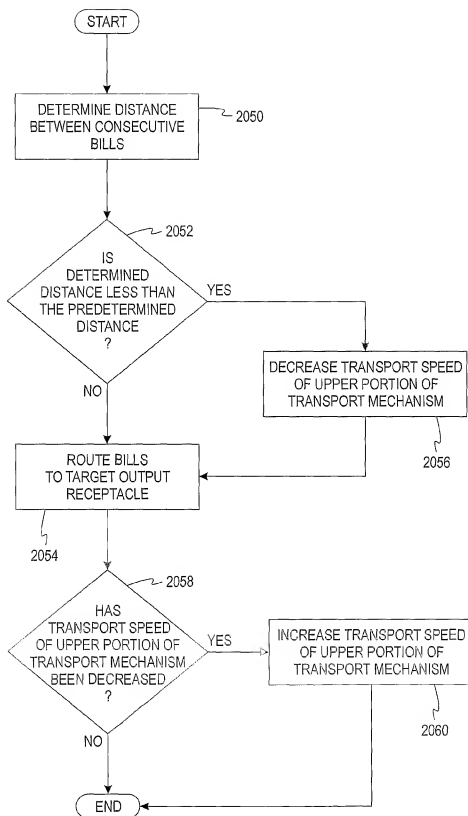 START
DETERMINE DISTANCE
BETWEEN CONSECUTIVE
BILLS
2050
2052
IS
DETERMINED
DISTANCE LESS THAN
THE PREDETERMINED
DISTANCE
?
YES
NO
DECREASE TRANSPORT SPEED
OF UPPER PORTION OF
TRANSPORT MECHANISM
2056
ROUTE BILLS
TO TARGET OUTPUT
RECEPTACLE
2054
2058
HAS
TRANSPORT SPEED
OF UPPER PORTION OF
TRANSPORT MECHANISM
BEEN DECREASED
?
YES
NO
INCREASE TRANSPORT SPEED
OF UPPER PORTION OF
TRANSPORT MECHANISM
2060
END